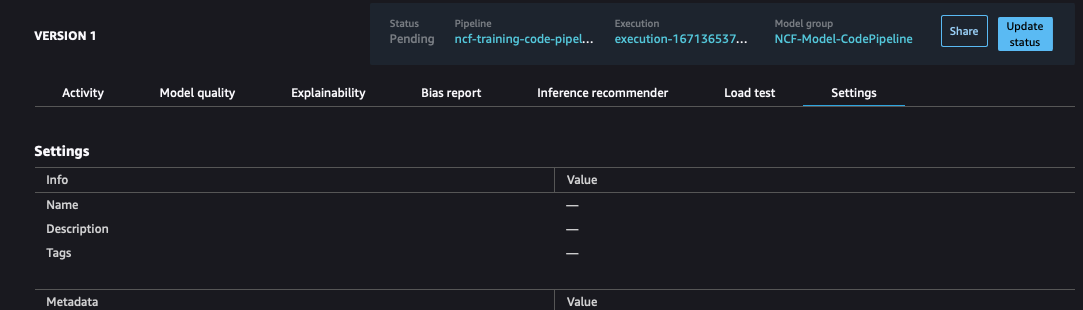 VERSION 1
Status Pipeline Execution Model group
Pending ncf-training-code-pipel... execution-167136537... NCF-Model-CodePipeline
Share
Update
status
Activity Model quality Explainability Bias report Inference recommender Load test Settings
Settings
Info Value
Name —
Description —
Tags —
Metadata Value